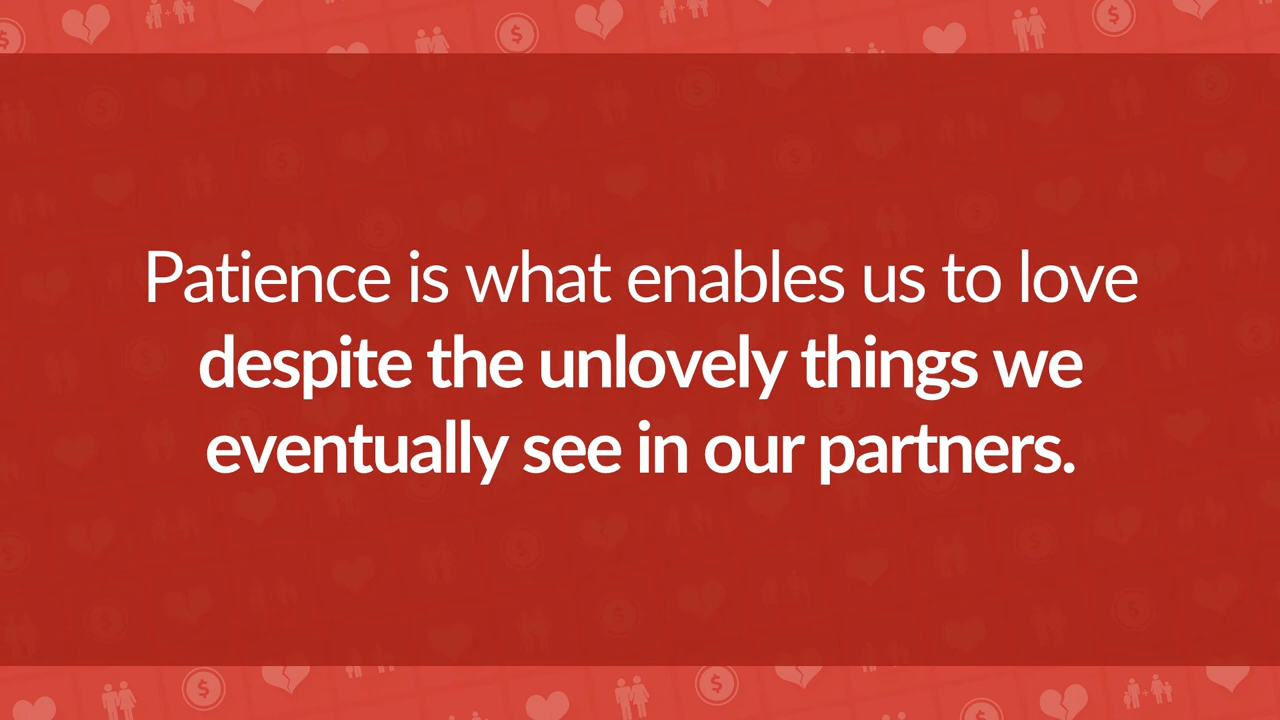 Patience is what enables us to love
despite the unlovely things we
eventually see in our partners.